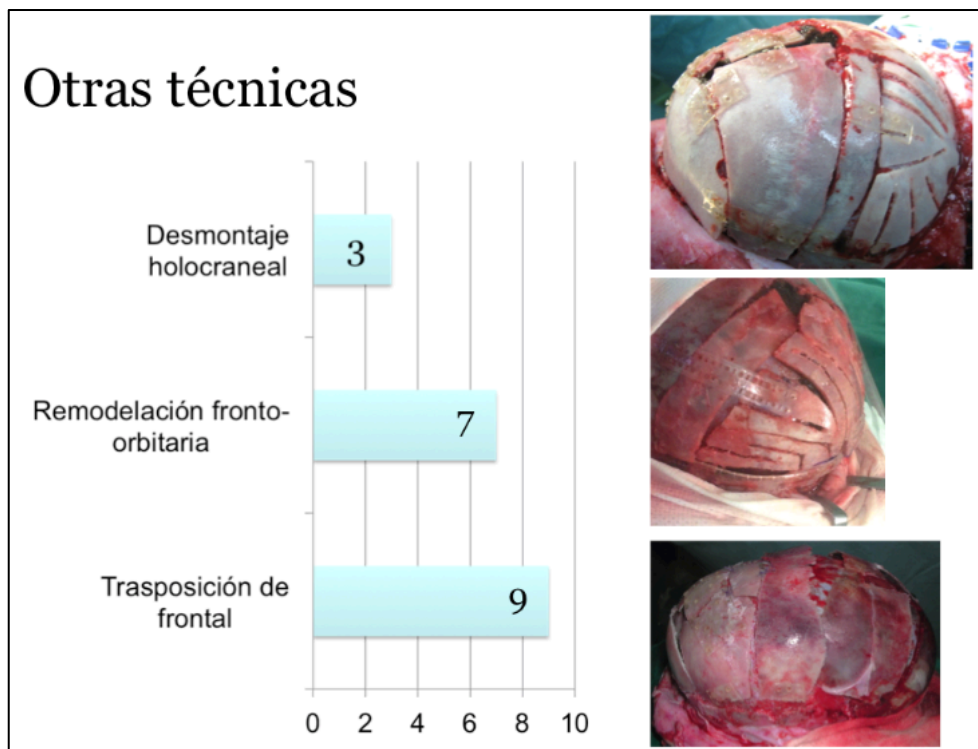 Otras técnicas
Desmontaje
holocraneal
3
Remodelación fronto-
orbitaria
7
Trasposición de
frontal
9
0 2 4 6 8 10